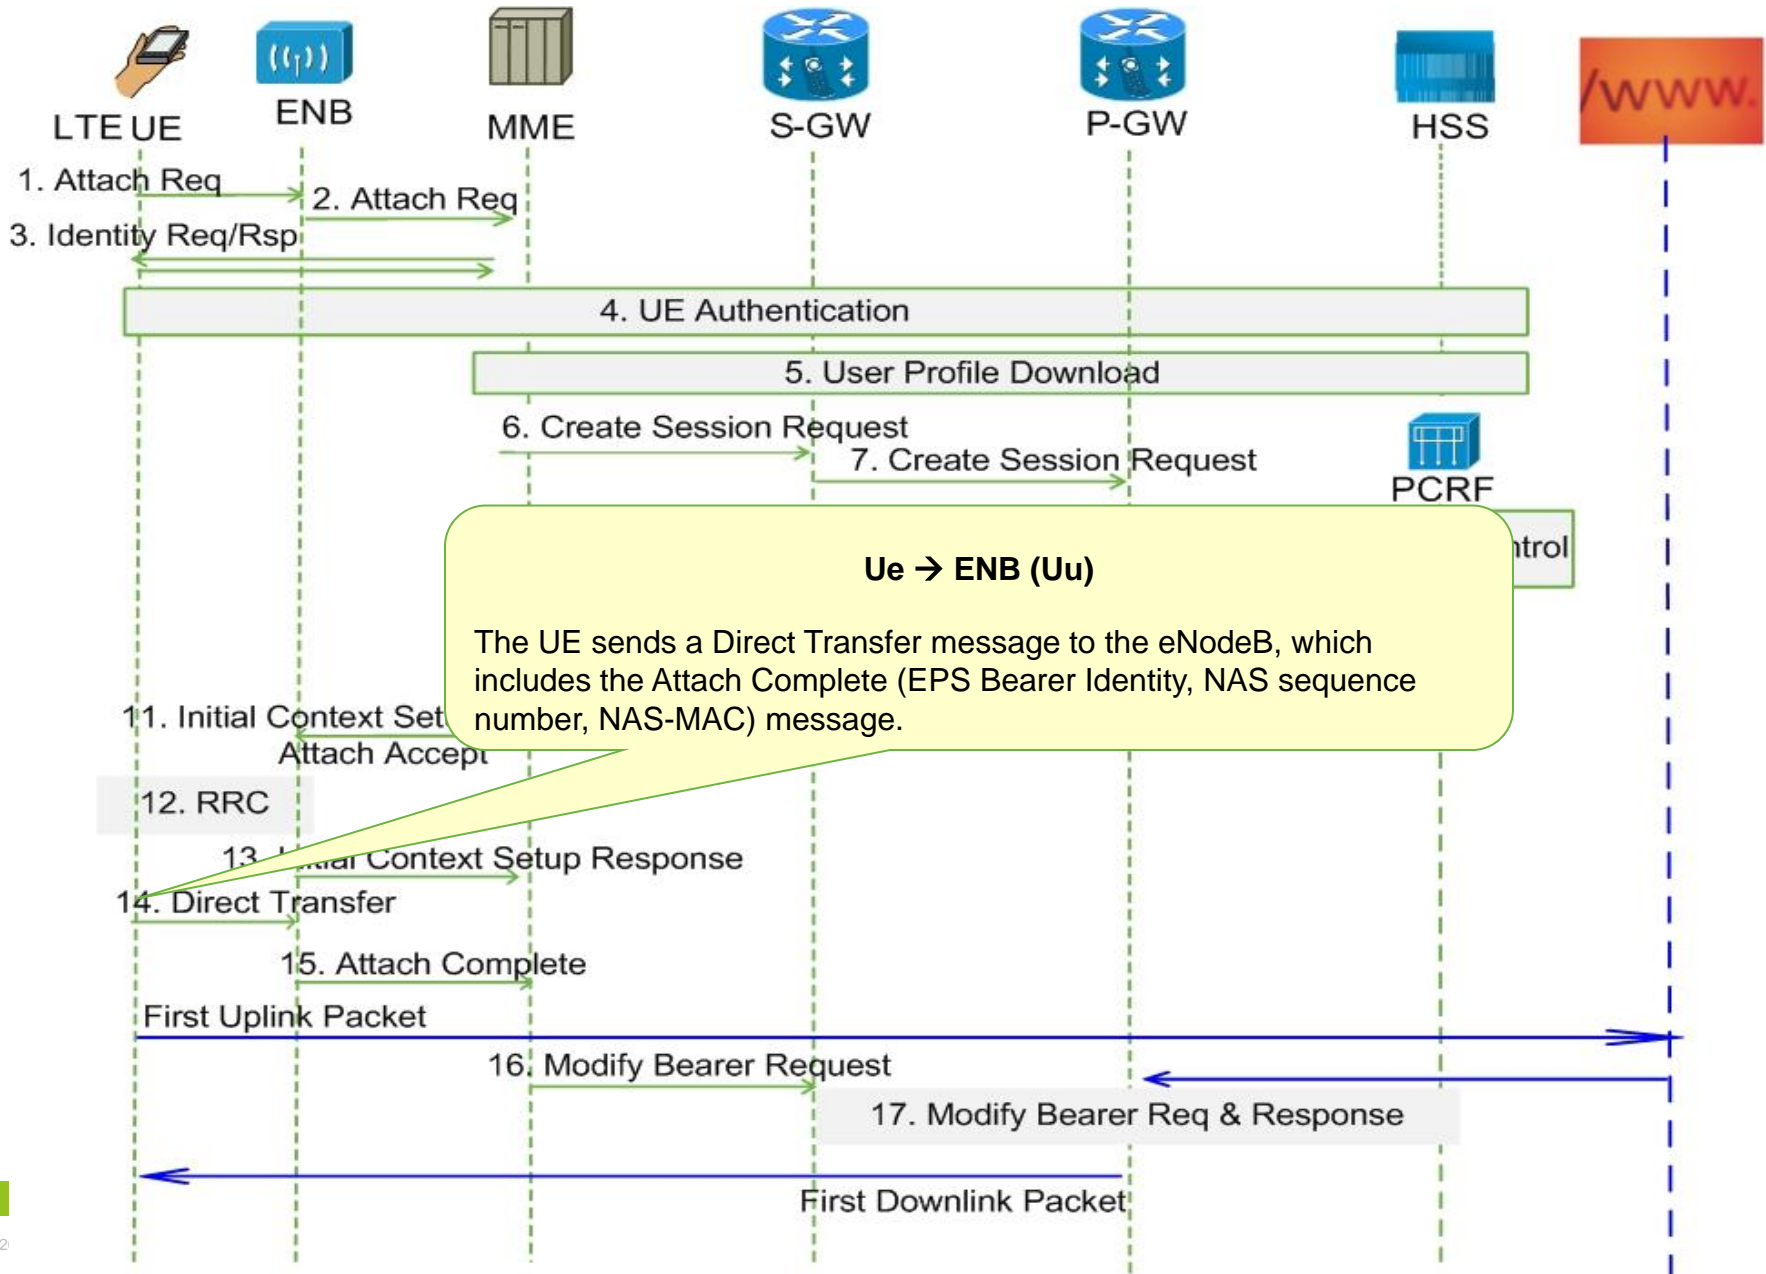 /www.
LTE UE
ENB
MME
S-GW
P-GW
HSS
1. Attach Req
2. Attach Req
3. Identity Req/Rsp
4. UE Authentication
5. User Profile Download
6. Create Session Request
7. Create Session Request
PCRF
ntrol
Ue → ENB (Uu)
The UE sends a Direct Transfer message to the eNodeB, which
includes the Attach Complete (EPS Bearer Identity, NAS sequence
number, NAS-MAC) message.
11. Initial Context Set
Attach Accept
12. RRC
13. Initial Context Setup Response
14. Direct Transfer
15. Attach Complete
First Uplink Packet
16. Modify Bearer Request
17. Modify Bearer Req & Response
First Downlink Packet